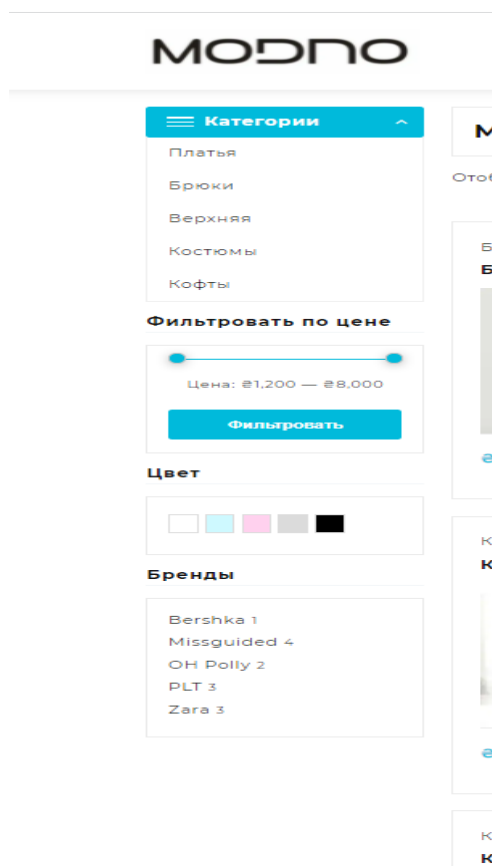 MODNO
Категории
Платья
Брюки
Верхняя
Костюмы
Кофты
Фильтровать по цене
Цена: ₴1,200 — ₴8,000
Фильтровать
Цвет
Бренды
Bershka 1
Missguided 4
OH Polly 2
PLT 3
Zara 3